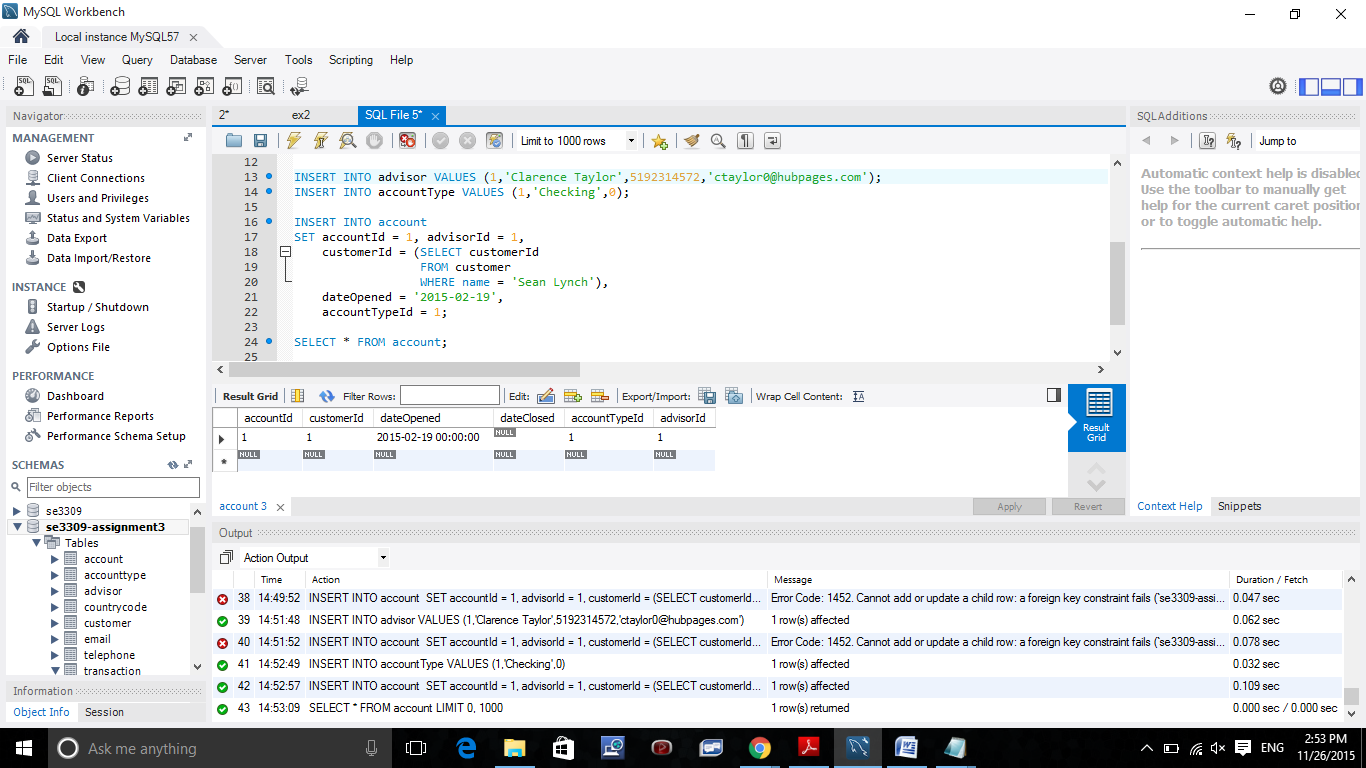 MySQL Workbench
Local instance MySQL57
File Edit View Query Database Server Tools Scripting Help
Navigator
MANAGEMENT
Server Status
Client Connections
Users and Privileges
Status and System Variables
Data Export
Data Import/Restore
INSTANCE
Startup / Shutdown
Server Logs
Options File
PERFORMANCE
Dashboard
Performance Reports
Performance Schema Setup
SCHEMAS
Filter objects
se3309
se3309-assignment3
Tables
account
accounttype
advisor
countrycode
customer
email
telephone
transaction
Information
Object Info Session
2* ex2 SQL File 5*
Limit to 1000 rows
12
13 INSERT INTO advisor VALUES (1,'Clarence Taylor',5192314572,'ctaylor0@hubpages.com');
14 INSERT INTO accountType VALUES (1,'Checking',0);
15
16 INSERT INTO account
17 SET accountId = 1, advisorId = 1,
18 customerId = (SELECT customerId
19 FROM customer
20 WHERE name = 'Sean Lynch'),
21 dateOpened = '2015-02-19',
22 accountTypeId = 1;
23
24 SELECT * FROM account;
25
Result Grid Filter Rows: Edit: Export/Import: Wrap Cell Content:
accountId customerId dateOpened dateClosed accountTypeId advisorId
1 1 2015-02-19 00:00:00 NULL 1 1
* NULL NULL NULL NULL NULL NULL
Result Grid
account 3 Apply Revert
SQLAdditions
Jump to
Automatic context help is disabled
Use the toolbar to manually get
help for the current caret position
or to toggle automatic help.
Context Help Snippets
Output
Action Output
Time Action Message Duration / Fetch
38 14:49:52 INSERT INTO account SET accountId = 1, advisorId = 1, customerId = (SELECT customerId... Error Code: 1452. Cannot add or update a child row: a foreign key constraint fails (`se3309-assi... 0.047 sec
39 14:51:48 INSERT INTO advisor VALUES (1,'Clarence Taylor',5192314572,'ctaylor0@hubpages.com') 1 row(s) affected 0.062 sec
40 14:51:52 INSERT INTO account SET accountId = 1, advisorId = 1, customerId = (SELECT customerId... Error Code: 1452. Cannot add or update a child row: a foreign key constraint fails (`se3309-assi... 0.078 sec
41 14:52:49 INSERT INTO accountType VALUES (1,'Checking',0) 1 row(s) affected 0.032 sec
42 14:52:57 INSERT INTO account SET accountId = 1, advisorId = 1, customerId = (SELECT customerId... 1 row(s) affected 0.109 sec
43 14:53:09 SELECT * FROM account LIMIT 0, 1000 1 row(s) returned 0.000 sec / 0.000 sec
Ask me anything
ENG
2:53 PM
11/26/2015